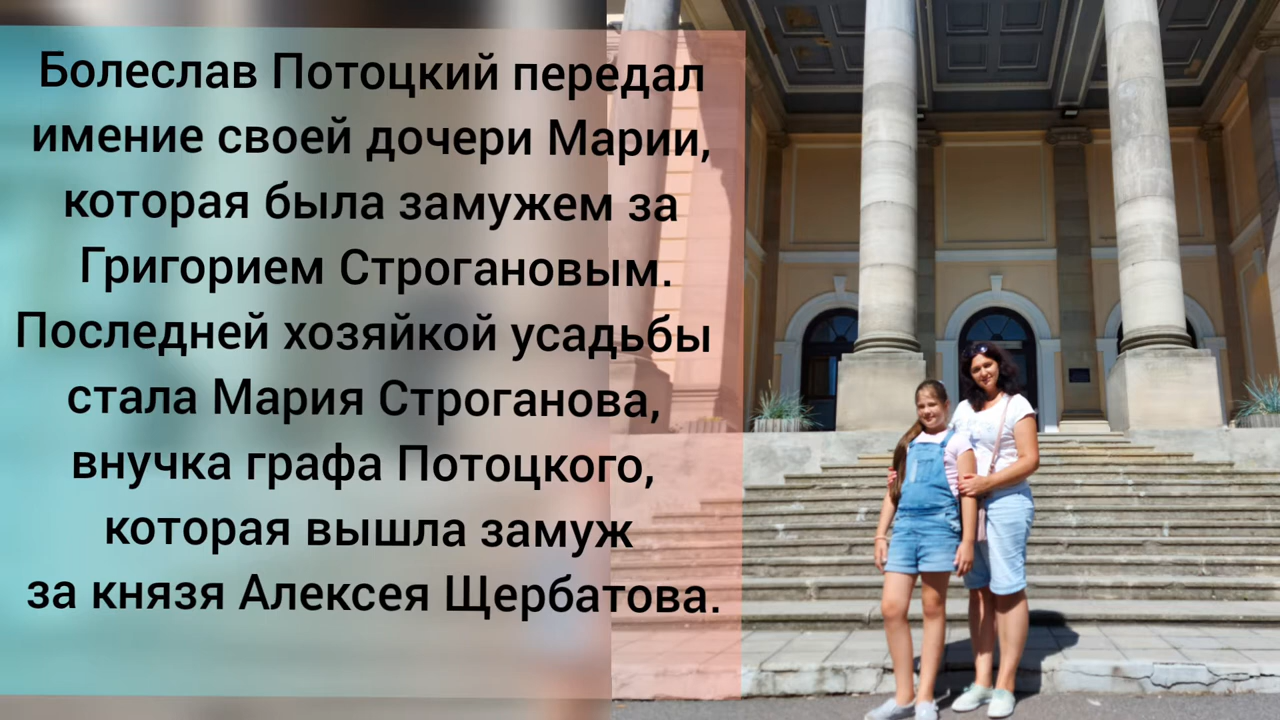 Болеслав Потоцкий передал
имение своей дочери Марии,
которая была замужем за
Григорием Строгановым.
Последней хозяйкой усадьбы
стала Мария Строганова,
внучка графа Потоцкого,
которая вышла замуж
за князя Алексея Щербатова.